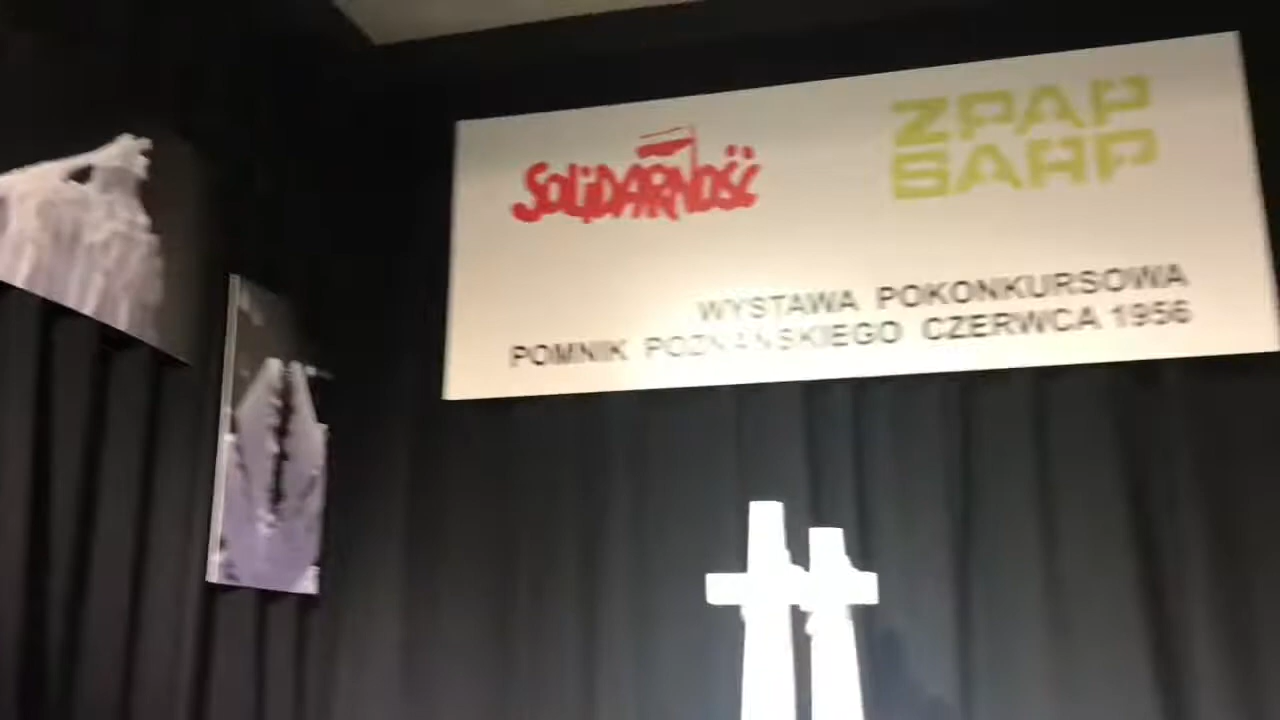 SOLIDARNOŚĆ
ZPAP
SARP
WYSTAWA POKONKURSOWA
POMNIK POZNAŃSKIEGO CZERWCA 1956